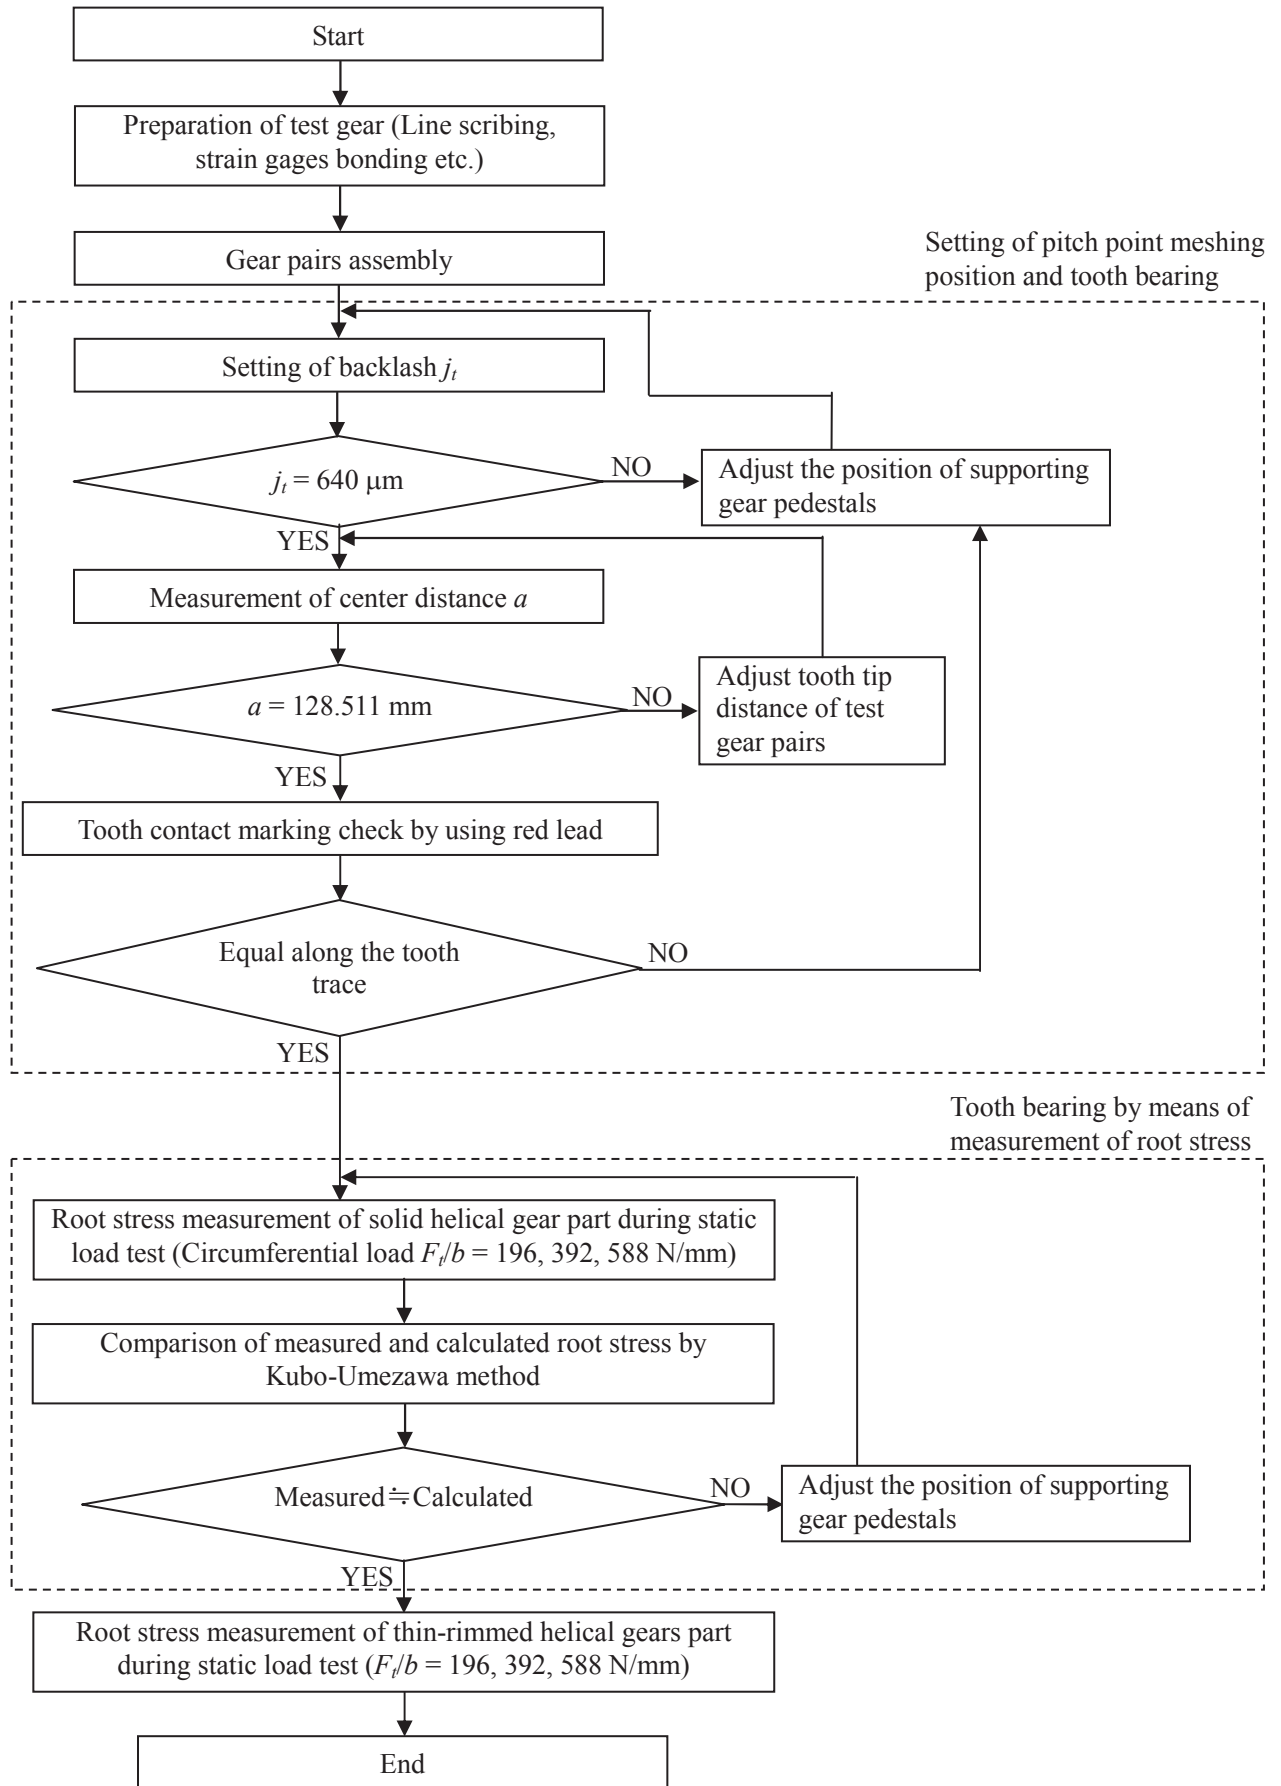 Start
Preparation of test gear (Line scribing,
strain gages bonding etc.)
Gear pairs assembly
Setting of pitch point meshing
position and tooth bearing
Setting of backlash jt
jt = 640 μm
NO
Adjust the position of supporting
gear pedestals
YES
Measurement of center distance a
a = 128.511 mm
NO
Adjust tooth tip
distance of test
gear pairs
YES
Tooth contact marking check by using red lead
Equal along the tooth
trace
NO
YES
Tooth bearing by means of
measurement of root stress
Root stress measurement of solid helical gear part during static
load test (Circumferential load Ft/b = 196, 392, 588 N/mm)
Comparison of measured and calculated root stress by
Kubo-Umezawa method
Measured≒Calculated
NO
Adjust the position of supporting
gear pedestals
YES
Root stress measurement of thin-rimmed helical gears part
during static load test (Ft/b = 196, 392, 588 N/mm)
End